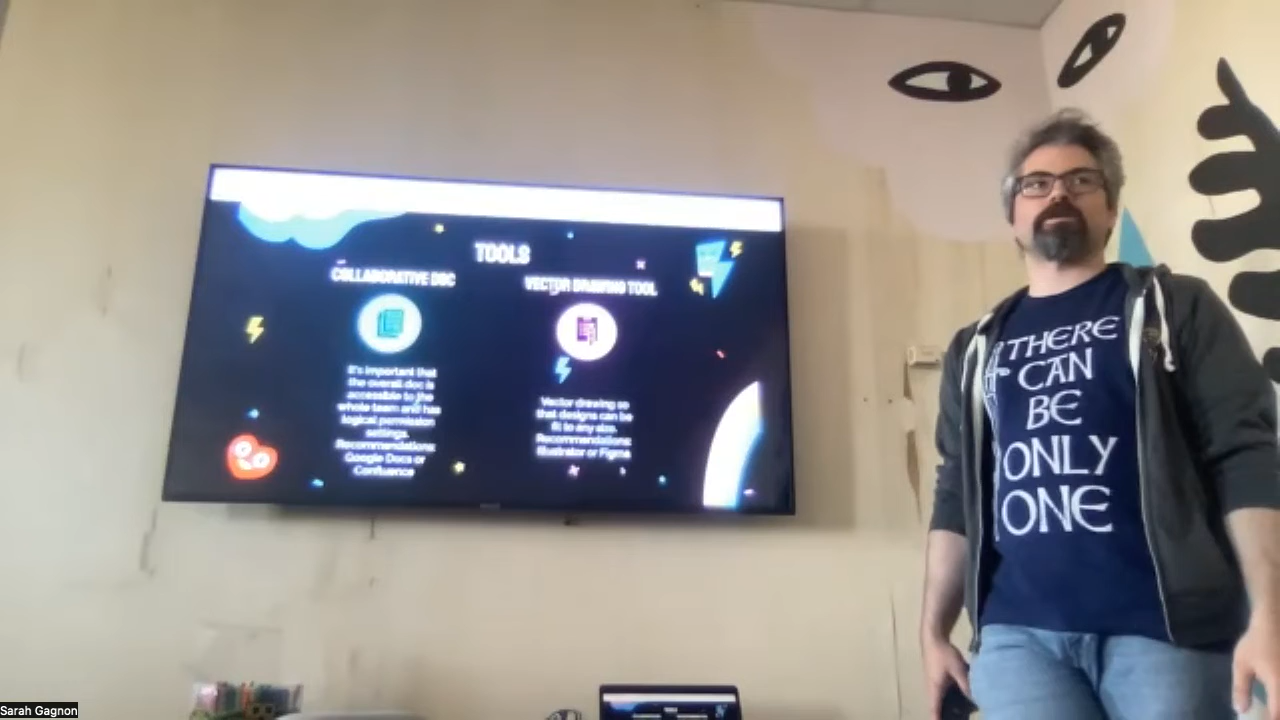 TOOLS
COLLABORATIVE DOC
It's important that
the overall doc is
accessible to the
whole team and has
logical permission
settings.
Recommendations:
Google Docs or
Confluence
VECTOR DRAWING TOOL
Vector drawing so
that designs can be
fit to any size.
Recommendations:
Illustrator or Figma
THERE
CAN
BE
ONLY
ONE
Sarah Gagnon